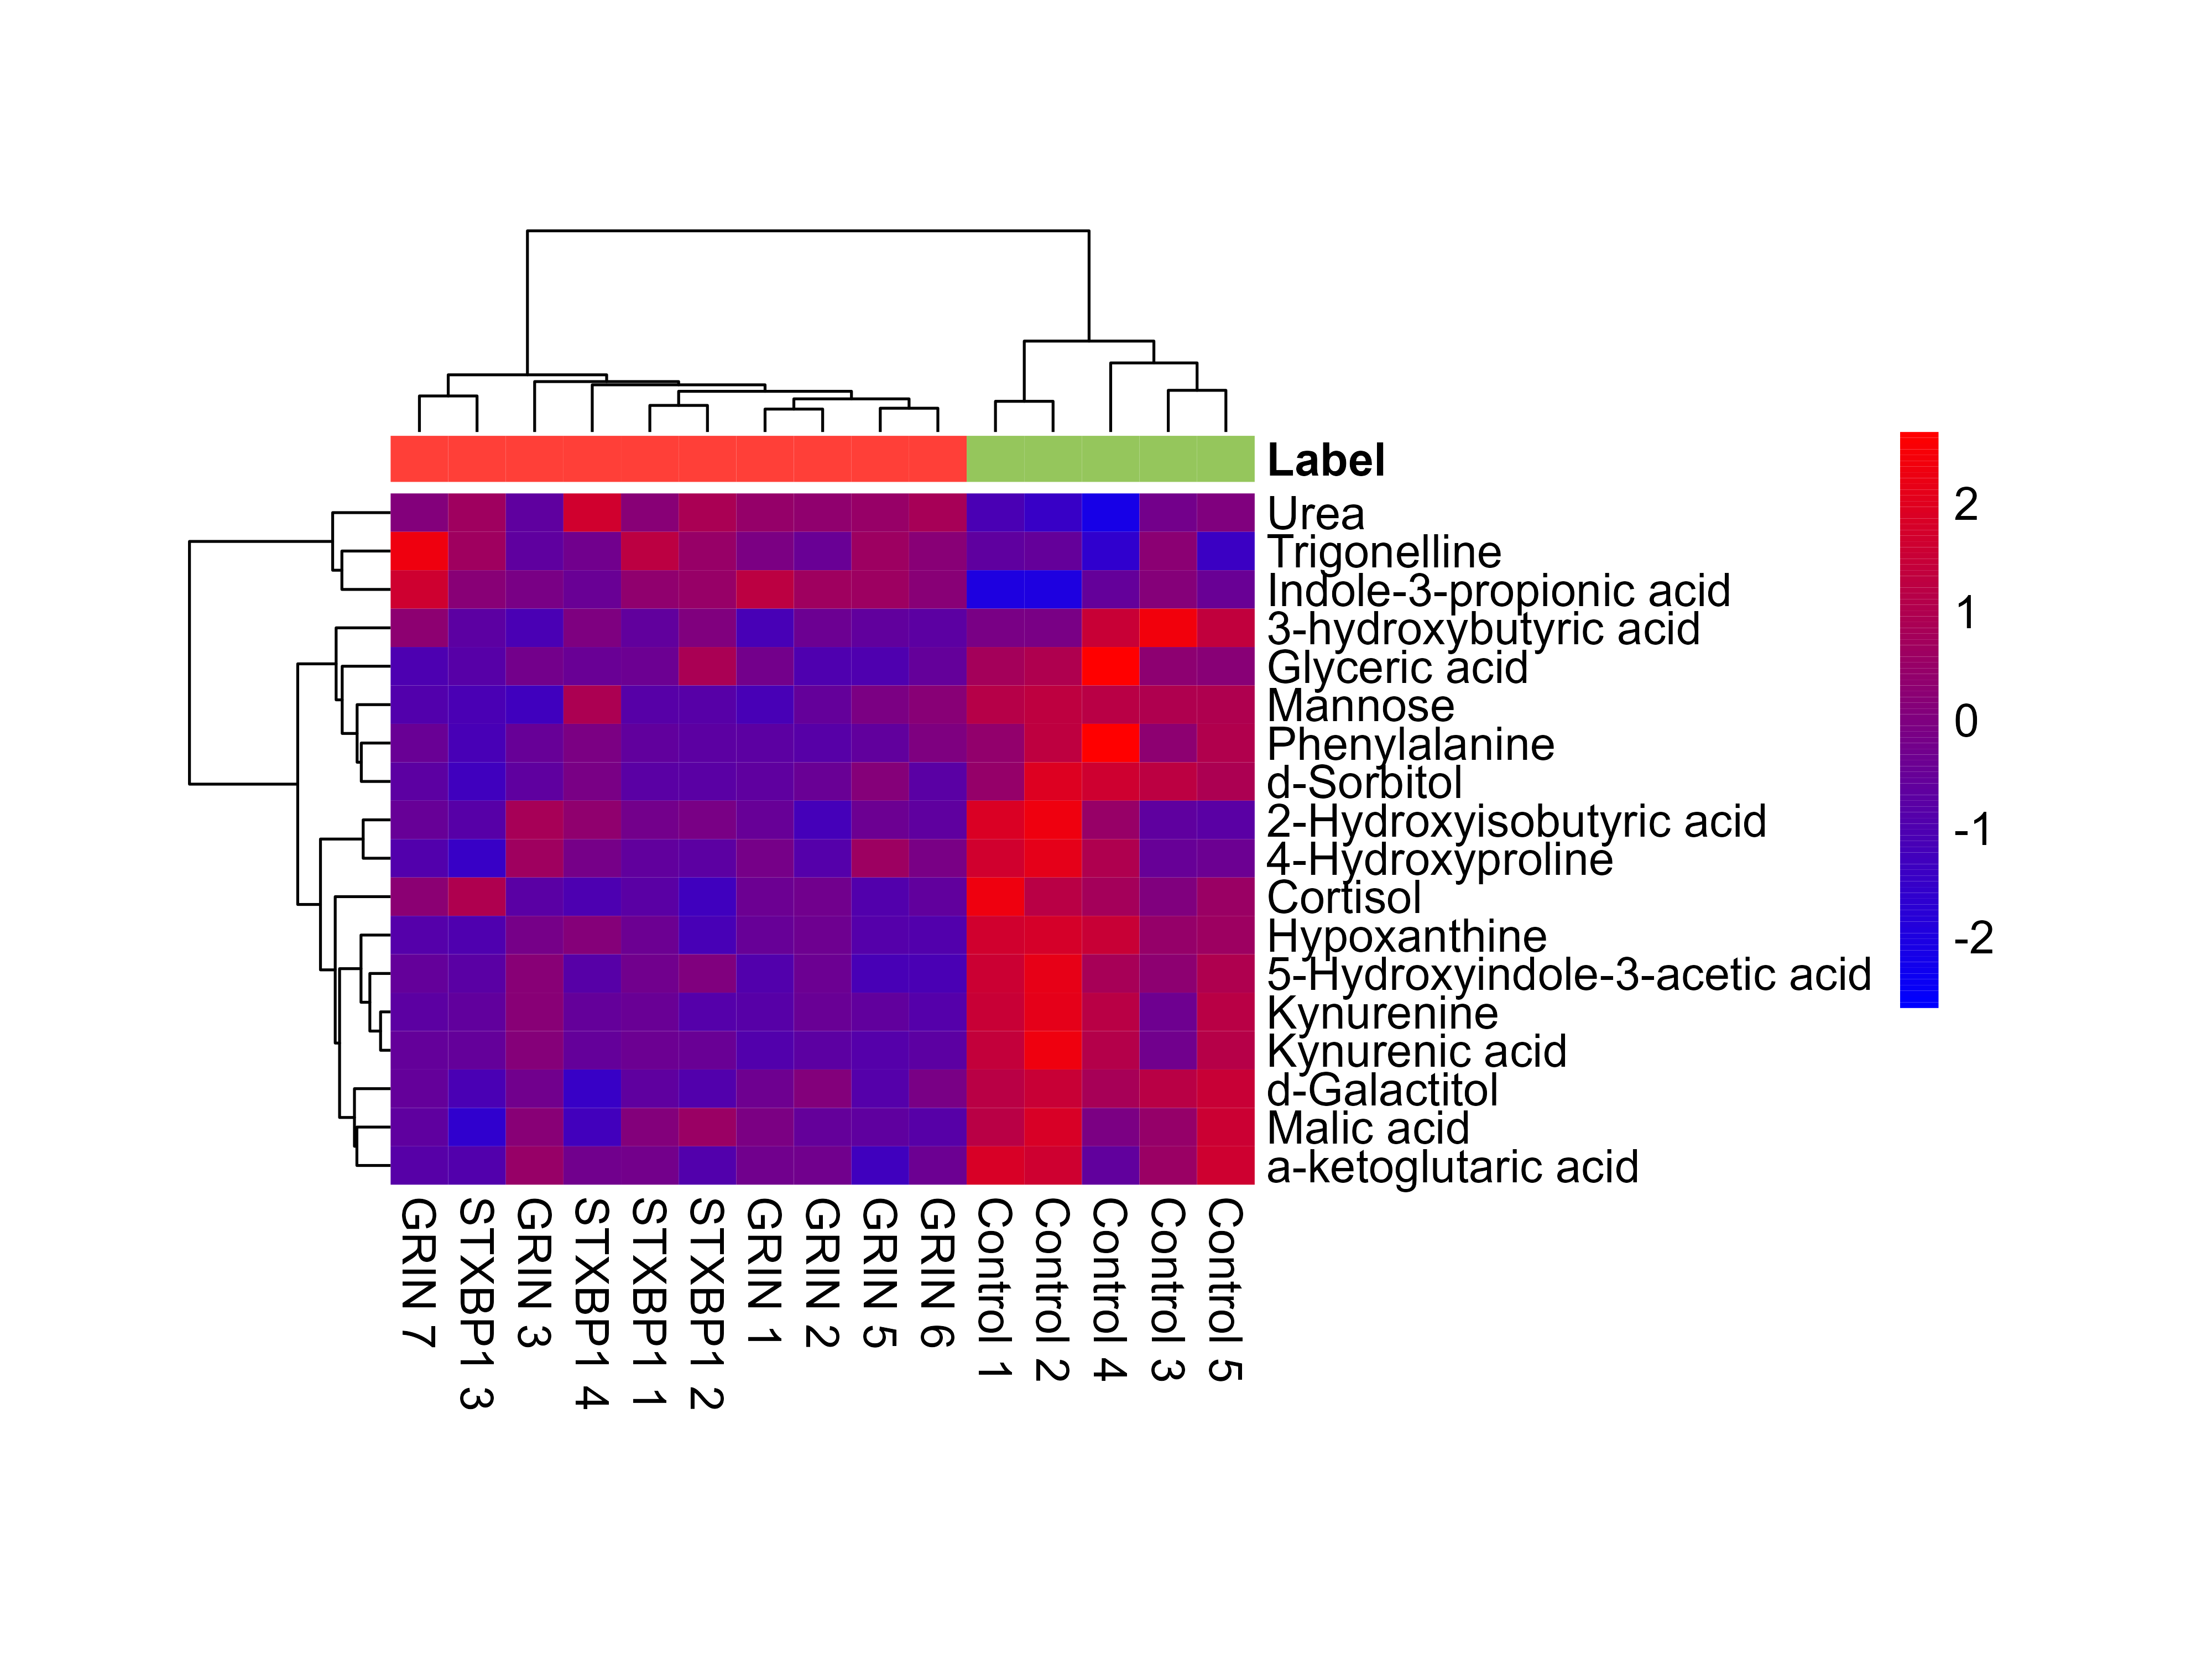 Label
Urea
Trigonelline
Indole-3-propionic acid
3-hydroxybutyric acid
Glyceric acid
Mannose
Phenylalanine
d-Sorbitol
2-Hydroxyisobutyric acid
4-Hydroxyproline
Cortisol
Hypoxanthine
5-Hydroxyindole-3-acetic acid
Kynurenine
Kynurenic acid
d-Galactitol
Malic acid
a-ketoglutaric acid
2
1
0
-1
-2
GRIN 7
STXBP1 3
GRIN 3
STXBP1 4
STXBP1 1
STXBP1 2
GRIN 1
GRIN 2
GRIN 5
GRIN 6
Control 1
Control 2
Control 4
Control 3
Control 5